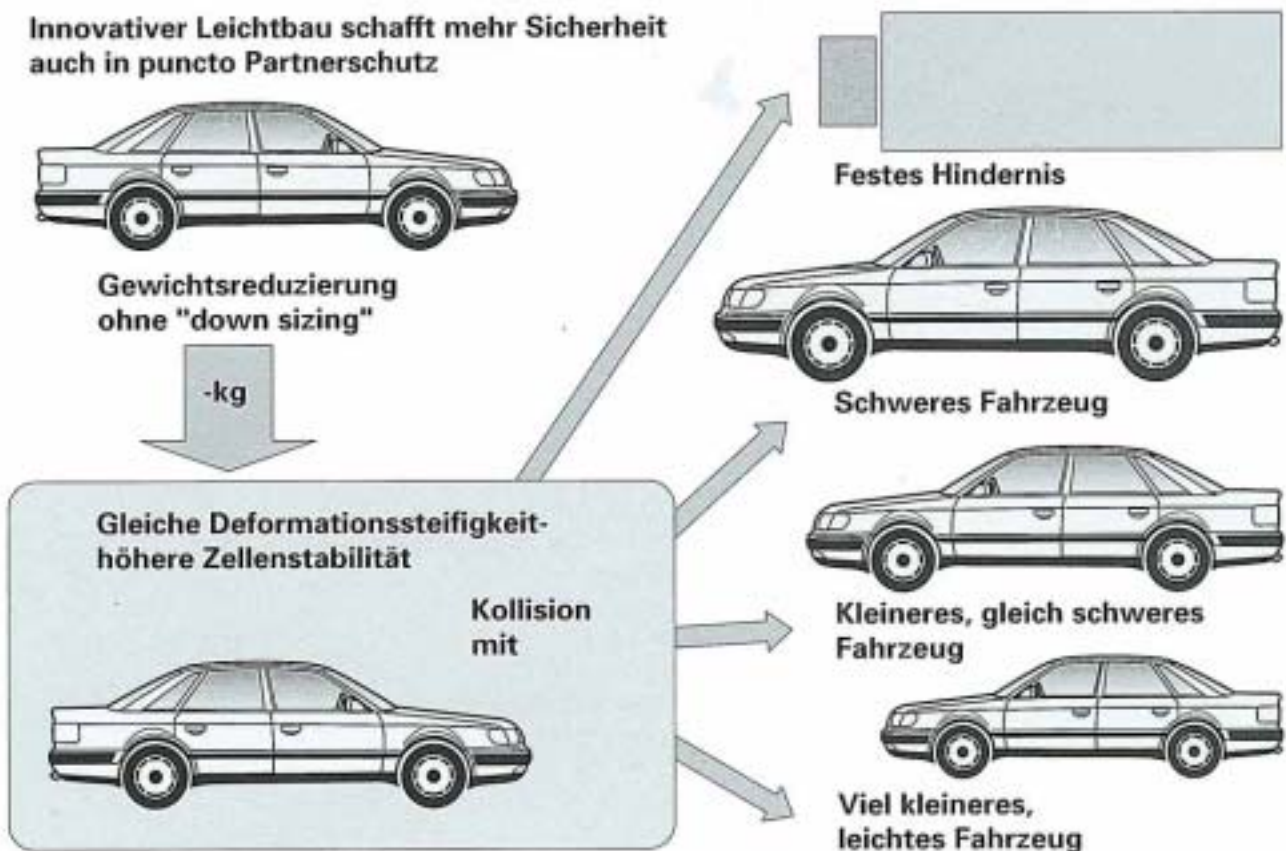 Innovativer Leichtbau schafft mehr Sicherheit
auch in puncto Partnerschutz
Gewichtsreduzierung
ohne "down sizing"
-kg
Gleiche Deformationssteifigkeit-
höhere Zellenstabilität
Kollision
mit
Festes Hindernis
Schweres Fahrzeug
Kleineres, gleich schweres
Fahrzeug
Viel kleineres,
leichtes Fahrzeug